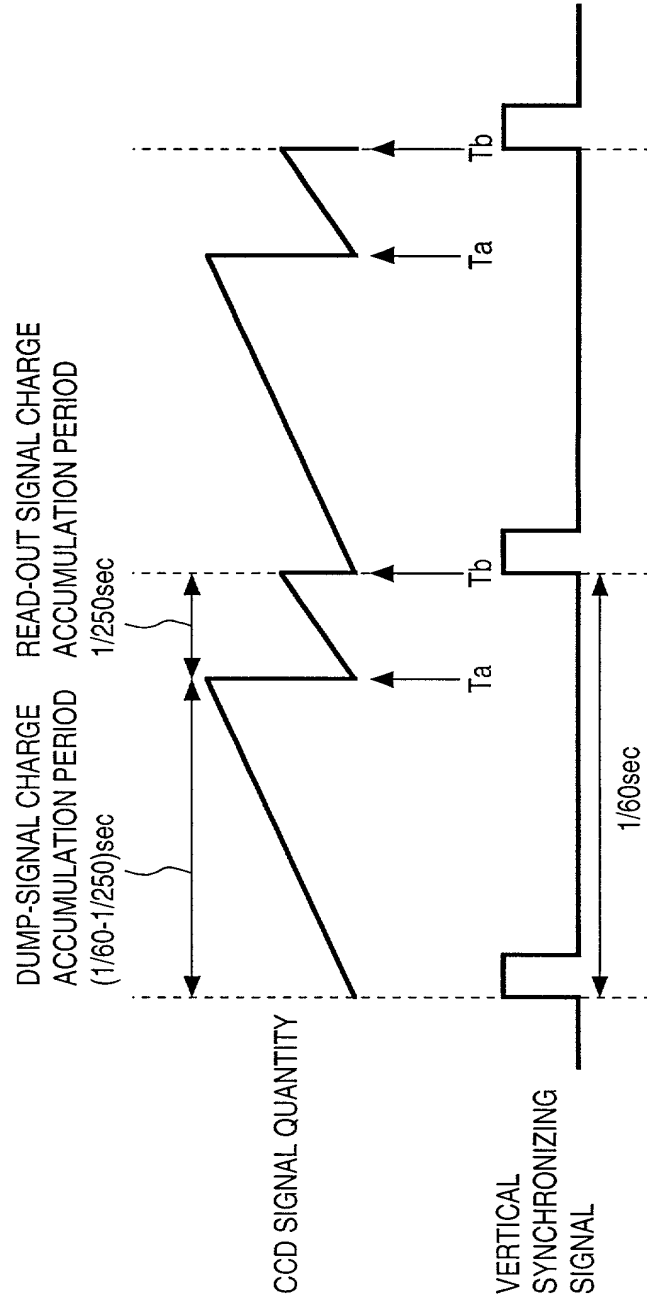 DUMP-SIGNAL CHARGE
ACCUMULATION PERIOD
(1/60-1/250)sec
READ-OUT SIGNAL CHARGE
ACCUMULATION PERIOD
1/250sec
CCD SIGNAL QUANTITY
Ta
Tb
Ta
Tb
VERTICAL
SYNCHRONIZING
SIGNAL
1/60sec